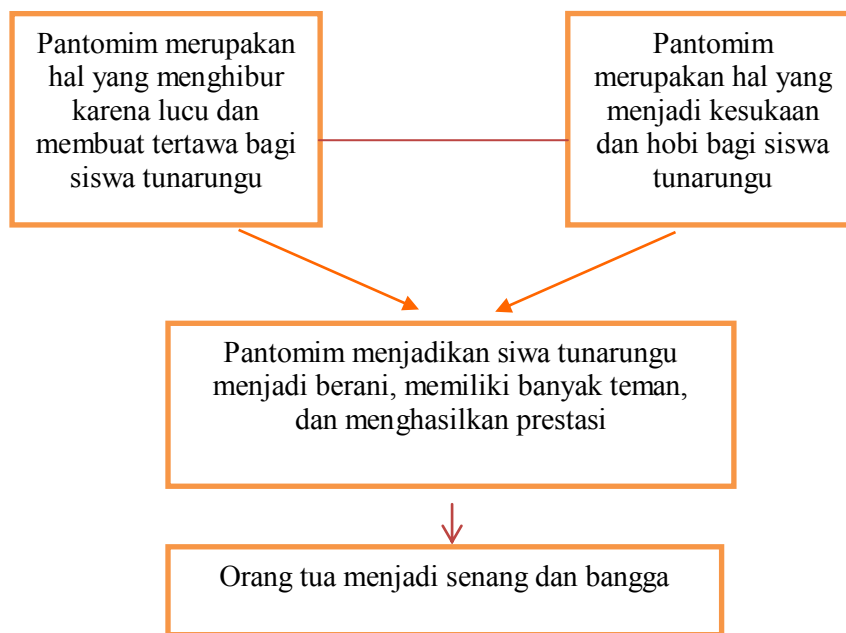 Pantomim merupakan
hal yang menghibur
karena lucu dan
membuat tertawa bagi
siswa tunarungu
Pantomim
merupakan hal yang
menjadi kesukaan
dan hobi bagi siswa
tunarungu
Pantomim menjadikan siwa tunarungu
menjadi berani, memiliki banyak teman,
dan menghasilkan prestasi
Orang tua menjadi senang dan bangga